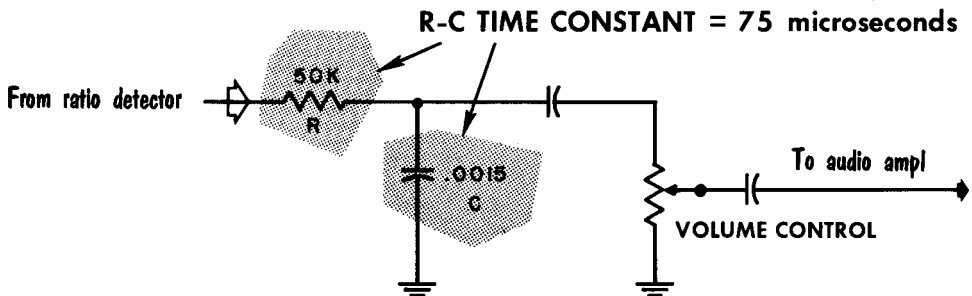 R-C TIME CONSTANT = 75 microseconds
50K
From ratio detector
R
.0015
C
To audio ampl
VOLUME CONTROL